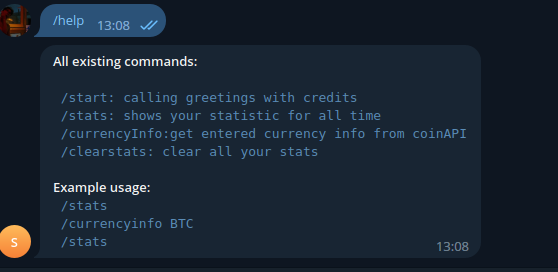 /help
13:08
All existing commands:
/start: calling greetings with credits
/stats: shows your statistic for all time
/currencyInfo:get entered currency info from coinAPI
/clearstats: clear all your stats
Example usage:
/stats
/currencyinfo BTC
/stats
S
13:08